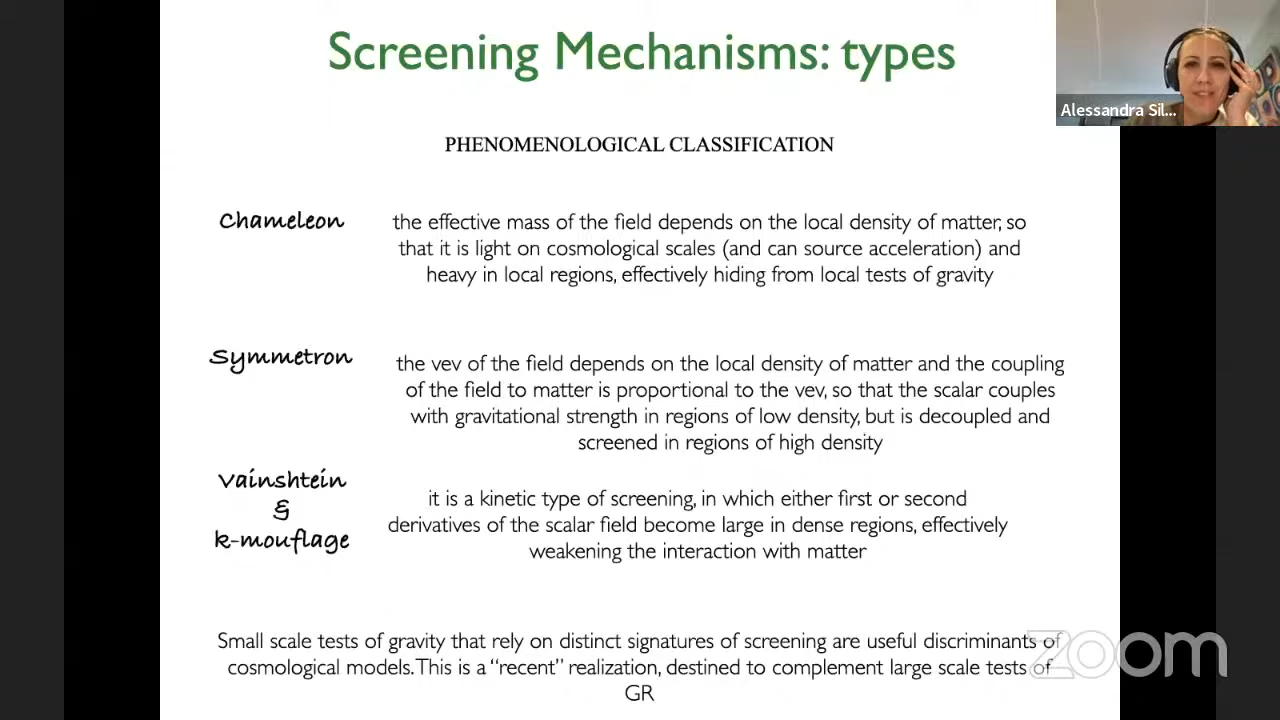 Screening Mechanisms: types
Alessandra Sil...
PHENOMENOLOGICAL CLASSIFICATION
Chameleon
the effective mass of the field depends on the local density of matter, so
that it is light on cosmological scales (and can source acceleration) and
heavy in local regions, effectively hiding from local tests of gravity
Symmetron
the vev of the field depends on the local density of matter and the coupling
of the field to matter is proportional to the vev, so that the scalar couples
with gravitational strength in regions of low density, but is decoupled and
screened in regions of high density
Vainshtein
&
k-mouflage
it is a kinetic type of screening, in which either first or second
derivatives of the scalar field become large in dense regions, effectively
weakening the interaction with matter
Small scale tests of gravity that rely on distinct signatures of screening are useful discriminants of
cosmological models. This is a “recent” realization, destined to complement large scale tests of
GR
zoom